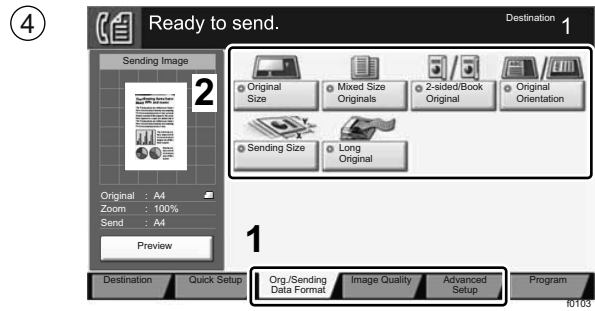 4
Ready to send.
Destination 1
Sending Image
2
Original : A4
Zoom : 100%
Send : A4
Preview
Original
Size
Mixed Size
Originals
2-sided/Book
Original
Original
Orientation
Sending Size
Long
Original
X
Y
1
Destination
Quick Setup
Org./Sending
Data Format
Image Quality
Advanced
Setup
Program
f0103